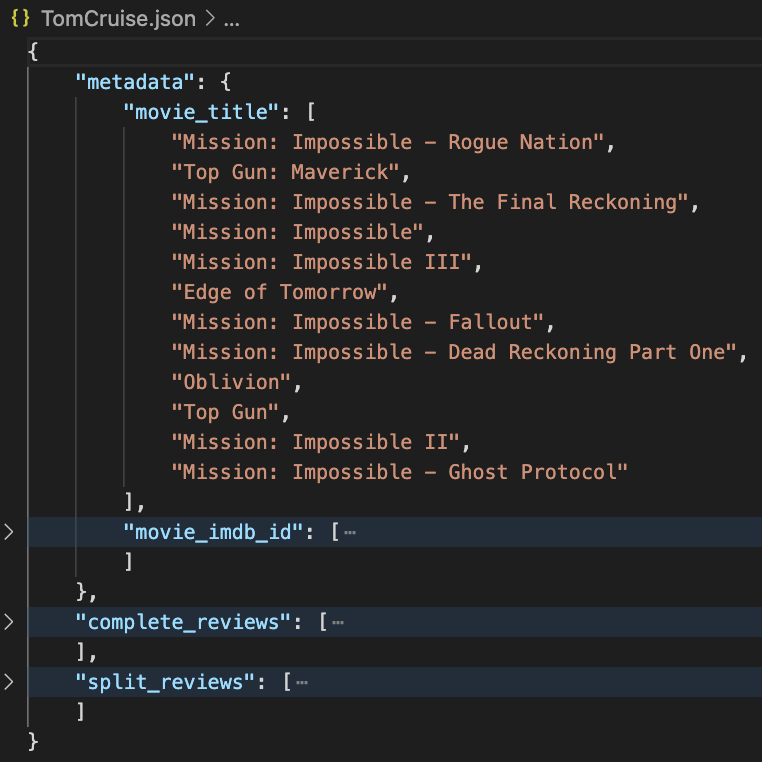 {} TomCruise.json > ...
{
"metadata": {
"movie_title": [
"Mission: Impossible – Rogue Nation",
"Top Gun: Maverick",
"Mission: Impossible – The Final Reckoning",
"Mission: Impossible",
"Mission: Impossible III",
"Edge of Tomorrow",
"Mission: Impossible – Fallout",
"Mission: Impossible – Dead Reckoning Part One",
"Oblivion",
"Top Gun",
"Mission: Impossible II",
"Mission: Impossible – Ghost Protocol"
],
"movie_imdb_id": [⋯
]
},
"complete_reviews": [⋯
],
"split_reviews": [⋯
]
}